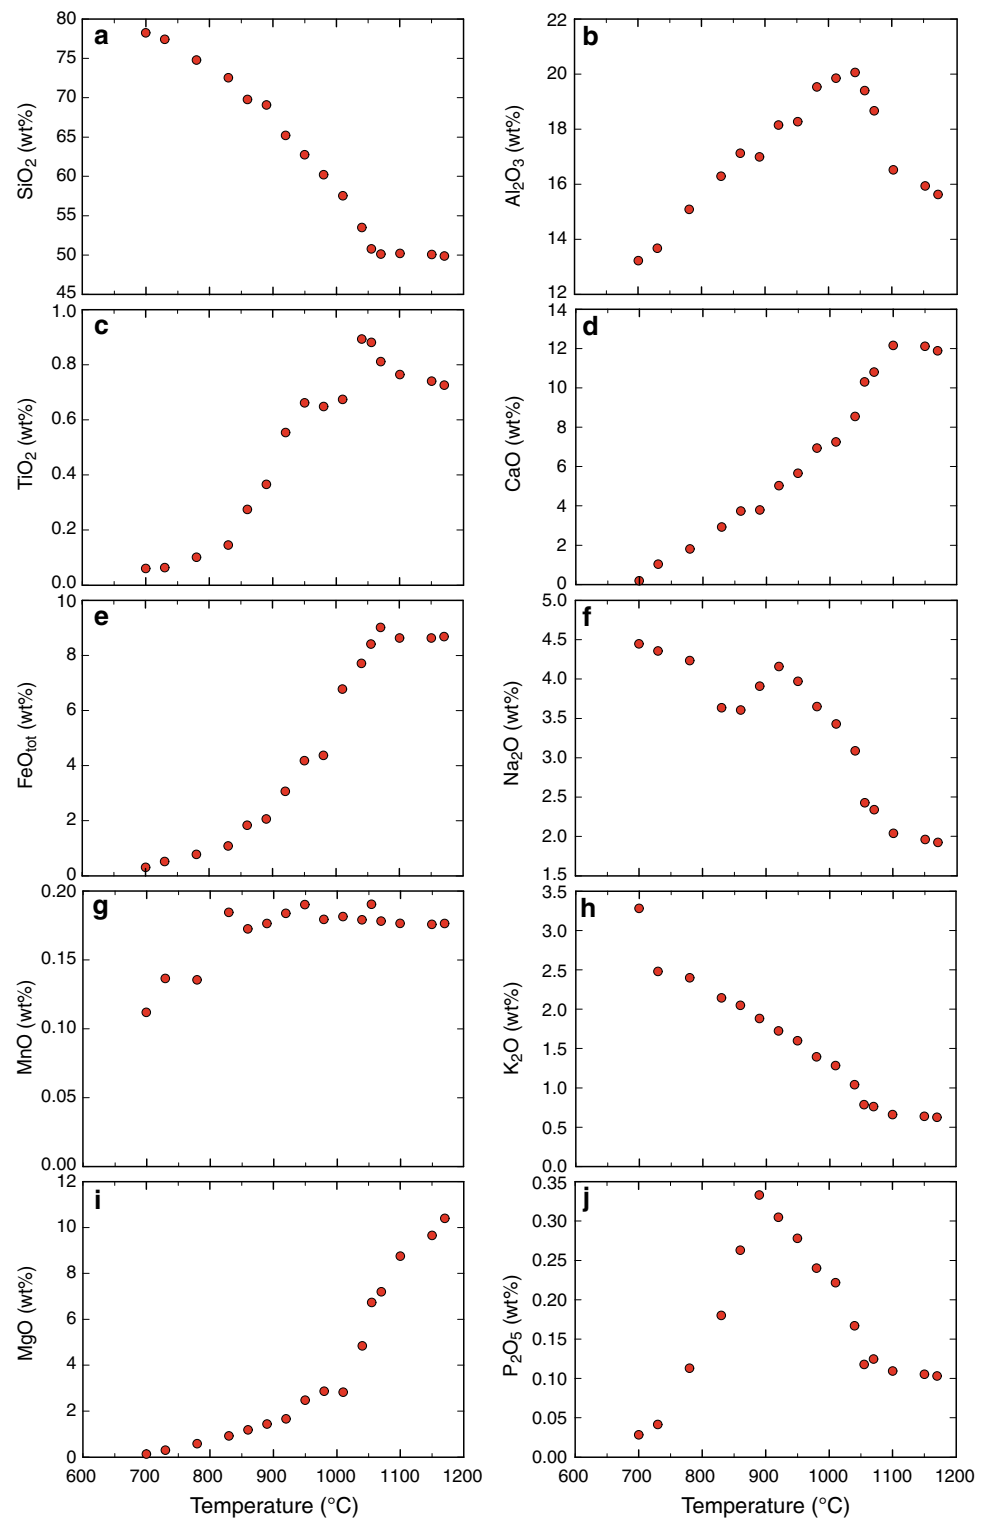 a
80
75
70
65
60
55
50
45
SiO2 (wt%)
b
22
20
18
16
14
12
Al2O3 (wt%)
c
1.0
0.8
0.6
0.4
0.2
0.0
TiO2 (wt%)
d
14
12
10
8
6
4
2
0
CaO (wt%)
e
10
8
6
4
2
0
FeOtot (wt%)
f
5.0
4.5
4.0
3.5
3.0
2.5
2.0
1.5
Na2O (wt%)
g
0.20
0.15
0.10
0.05
0.00
MnO (wt%)
h
3.5
3.0
2.5
2.0
1.5
1.0
0.5
0.0
K2O (wt%)
i
12
10
8
6
4
2
0
MgO (wt%)
600 700 800 900 1000 1100 1200
Temperature (°C)
j
0.35
0.30
0.25
0.20
0.15
0.10
0.05
0.00
P2O5 (wt%)
600 700 800 900 1000 1100 1200
Temperature (°C)